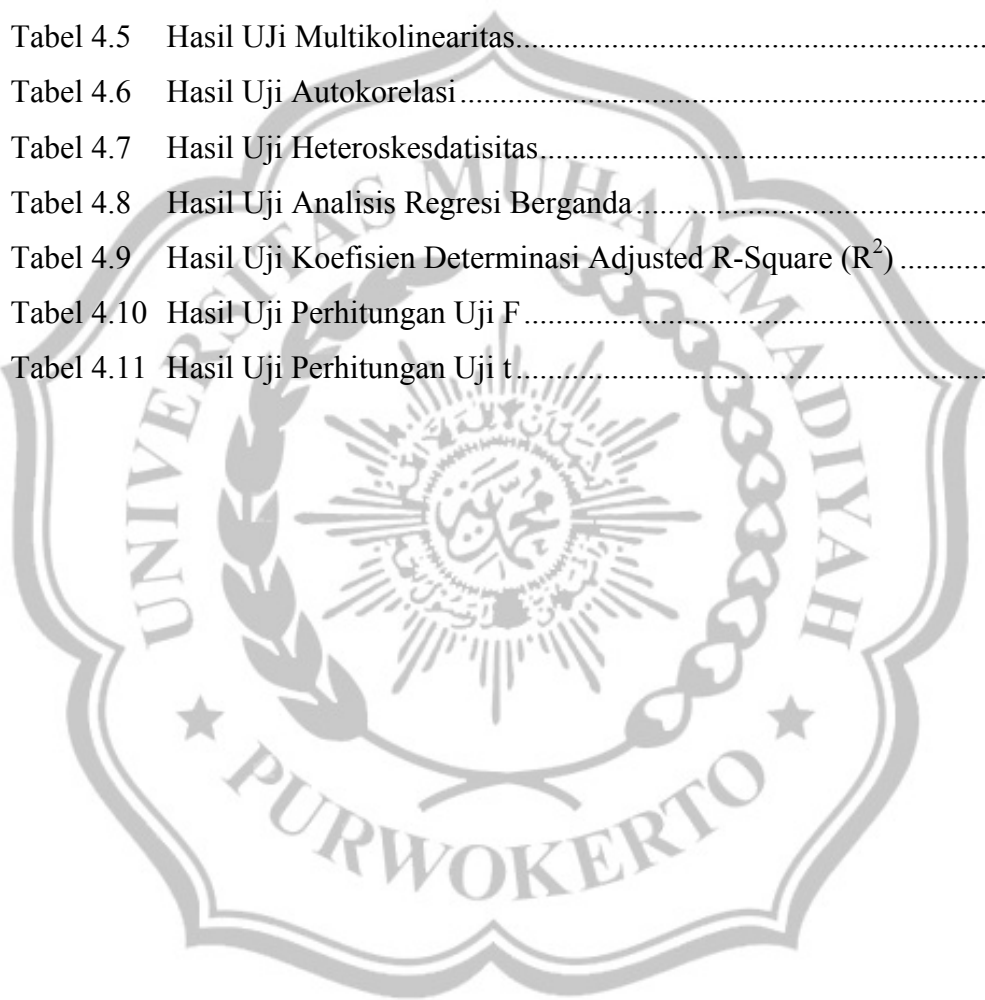 Tabel 4.5 Hasil UJi Multikolinearitas....................................................
Tabel 4.6 Hasil Uji Autokorelasi..........................................................
Tabel 4.7 Hasil Uji Heteroskesdatisitas.................................................
Tabel 4.8 Hasil Uji Analisis Regresi Berganda.....................................
Tabel 4.9 Hasil Uji Koefisien Determinasi Adjusted R-Square (R²)..........
Tabel 4.10 Hasil Uji Perhitungan Uji F..................................................
Tabel 4.11 Hasil Uji Perhitungan Uji t...................................................
UNIVERSITAS MUHAMMADIYAH
PURWOKERTO